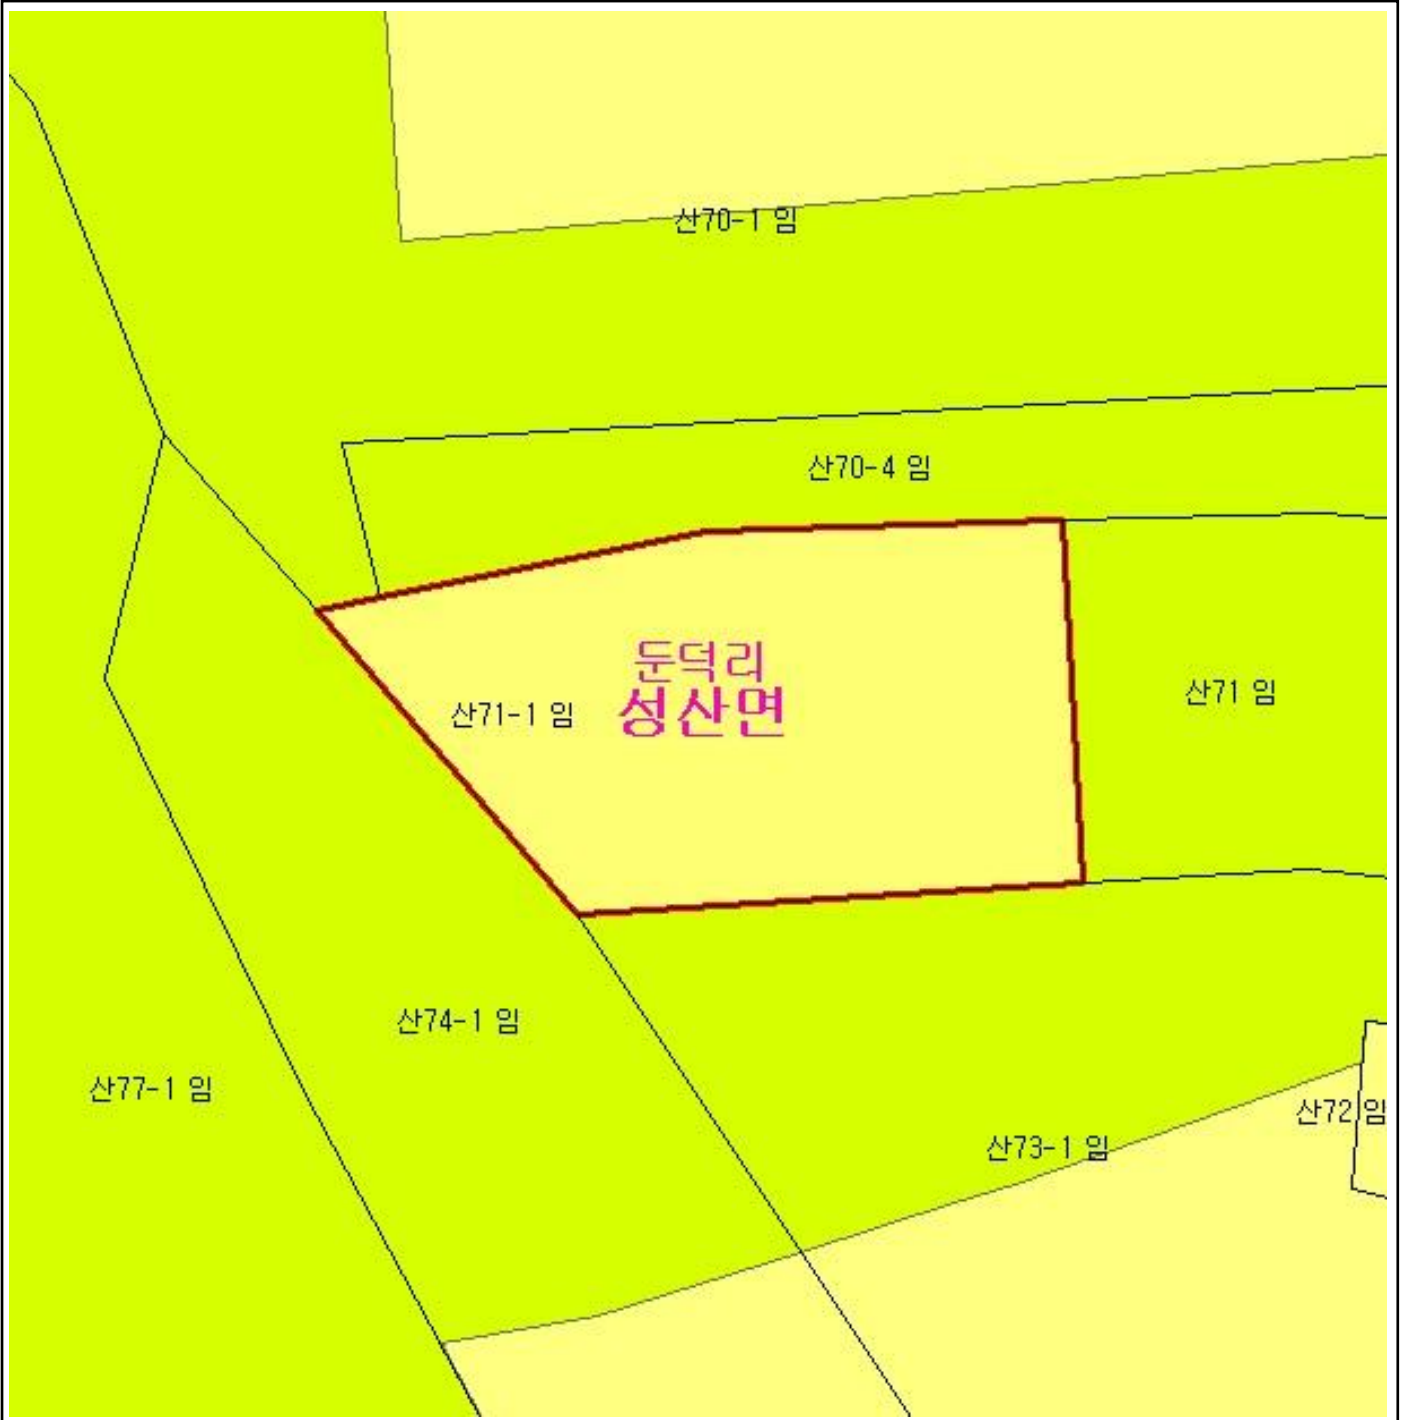 산70-1 임
산70-4 임
둔덕리
성산면
산71-1 임
산71 임
산74-1 임
산77-1 임
산72 임
산73-1 임